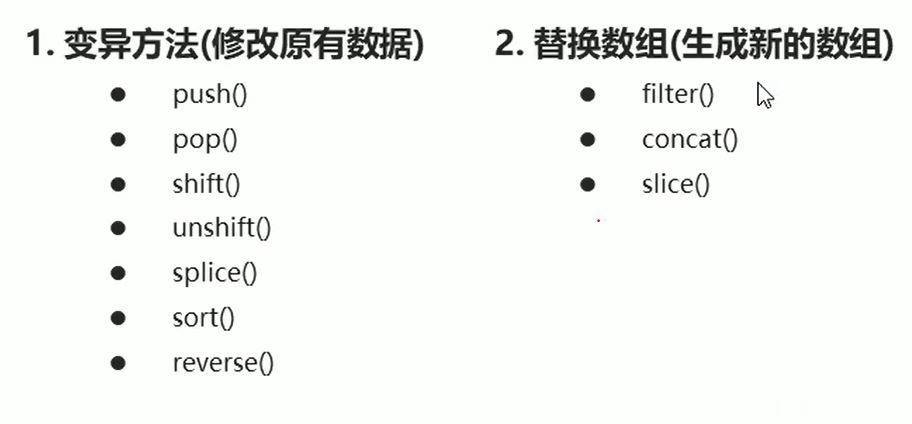 1. 变异方法(修改原有数据)
push()
pop()
shift()
unshift()
splice()
sort()
reverse()
2. 替换数组(生成新的数组)
filter()
concat()
slice()